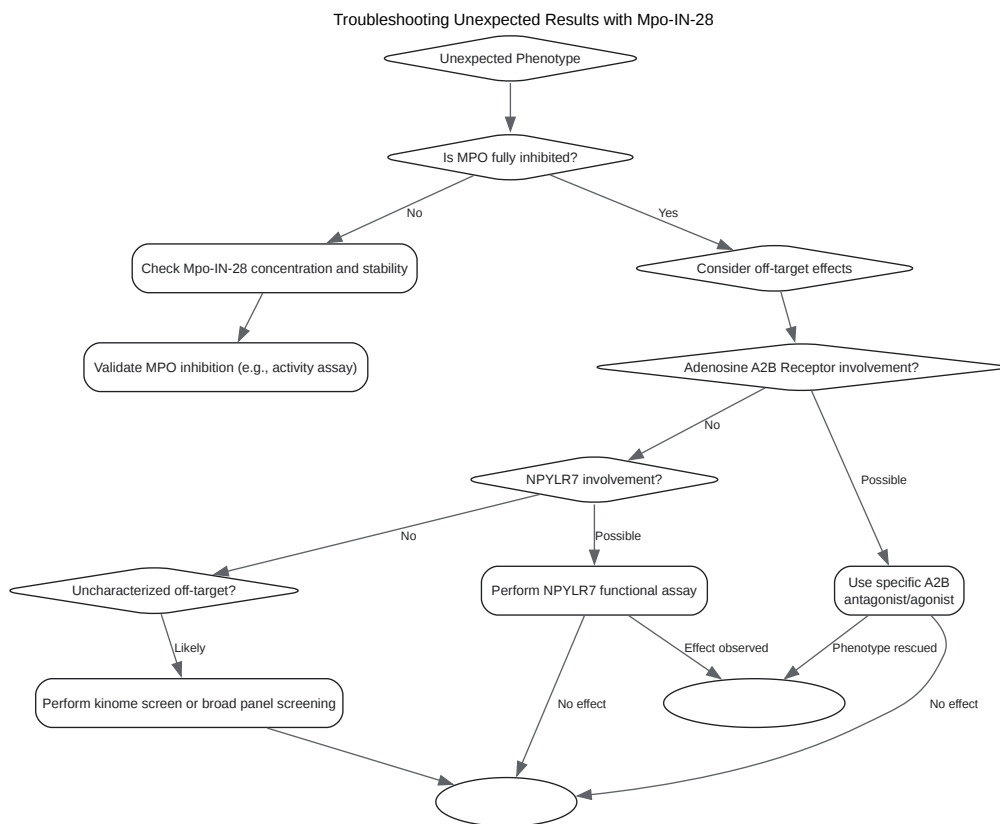 Troubleshooting Unexpected Results with Mpo-IN-28
Unexpected Phenotype
Is MPO fully inhibited?
No
Yes
Check Mpo-IN-28 concentration and stability
Consider off-target effects
Validate MPO inhibition (e.g., activity assay)
Adenosine A2B Receptor involvement?
No
NPYLR7 involvement?
Possible
No
Possible
Uncharacterized off-target?
Perform NPYLR7 functional assay
Use specific A2B
antagonist/agonist
Likely
Effect observed
Phenotype rescued
Perform kinome screen or broad panel screening
No effect
No effect